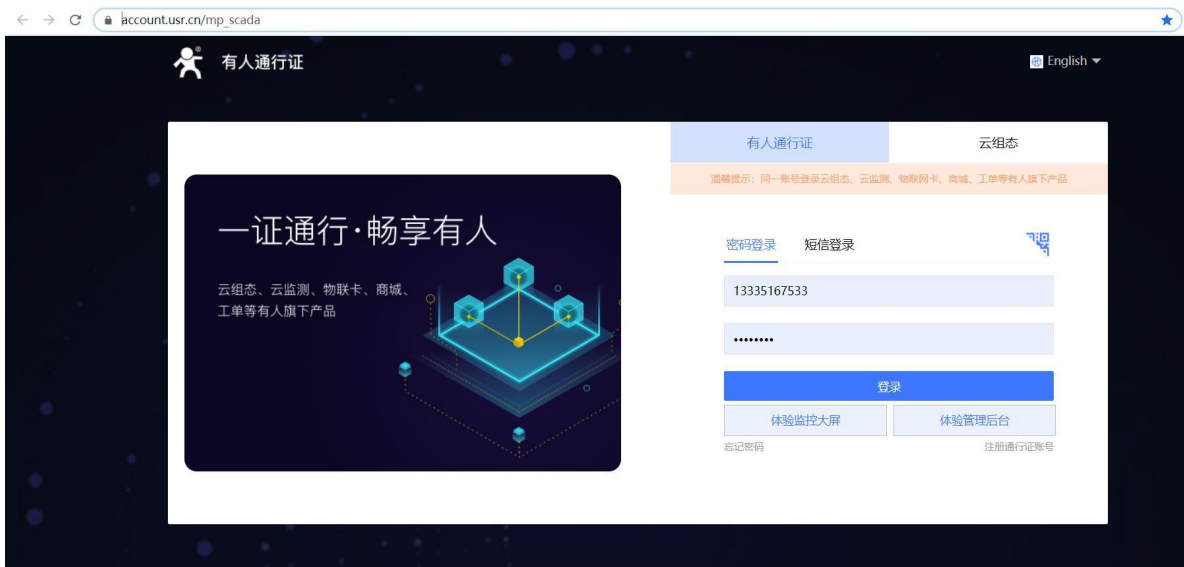 account.usr.cn/mp_scada
有人通行证
English
有人通行证
云组态
温馨提示：同一账号登录云组态、云监测、物联网卡、商城、工单等有人旗下产品
一证通行·畅享有人
云组态、云监测、物联卡、商城、
工单等有人旗下产品
密码登录
短信登录
13335167533
••••••••
登录
体验监控大屏
体验管理后台
忘记密码
注册通行证账号